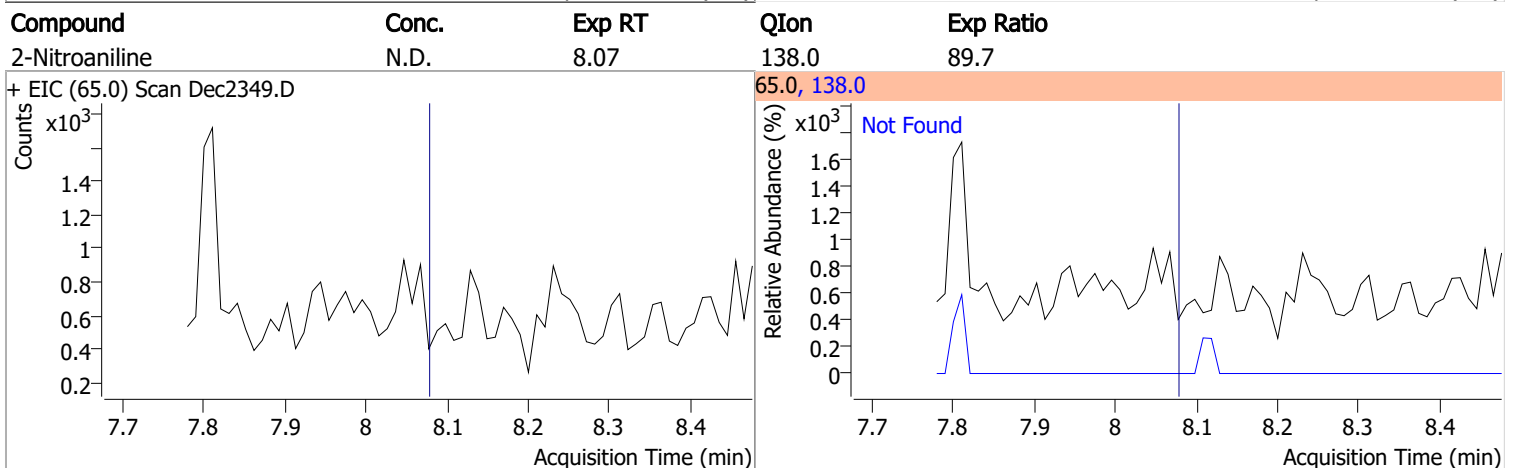 Compound Conc. Exp RT QIon Exp Ratio
2-Nitroaniline N.D. 8.07 138.0 89.7
+ EIC (65.0) Scan Dec2349.D
Counts
x103
1.4
1.2
1
0.8
0.6
0.4
0.2
7.7 7.8 7.9 8 8.1 8.2 8.3 8.4
Acquisition Time (min)
65.0, 138.0
Relative Abundance (%)
x103
Not Found
1.6
1.4
1.2
1
0.8
0.6
0.4
0.2
0
7.7 7.8 7.9 8 8.1 8.2 8.3 8.4
Acquisition Time (min)